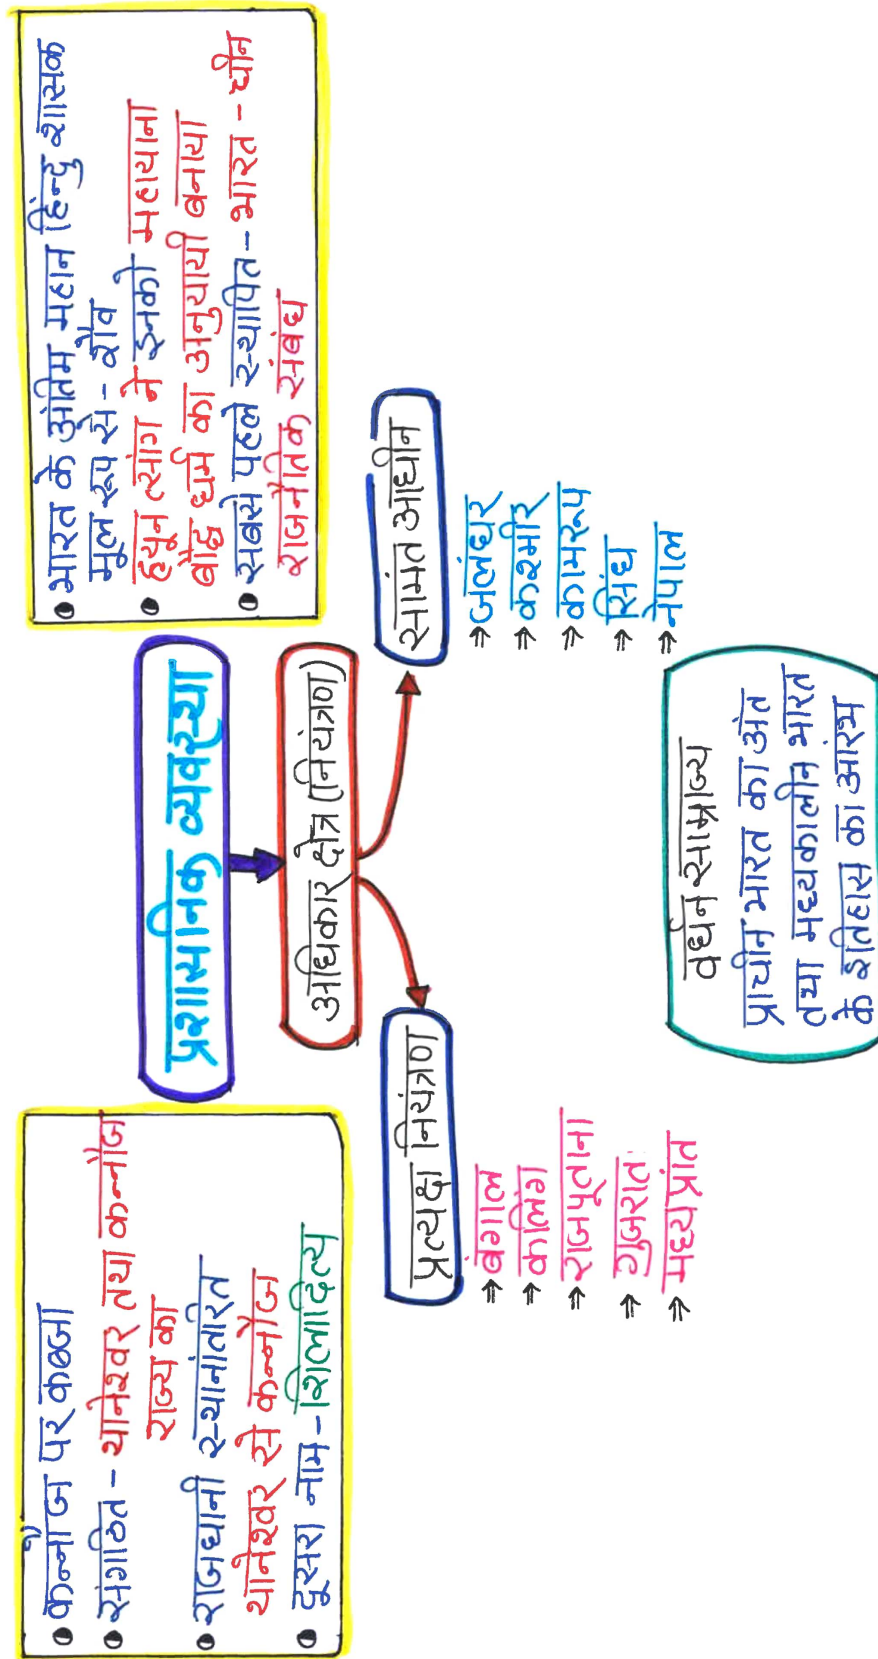 कन्नौज पर कब्जा
संगठित - थानेश्वर तथा कन्नौज
राज्य का
राजधानी स्थानांतरित
थानेश्वर से कन्नौज
दूसरा नाम - शिलादित्य
प्रशासनिक व्यवस्था
अधिकार क्षेत्र (नियंत्रण)
भारत के अंतिम महान हिन्दु शासक
मूल रूप से - शैव
ह्यून त्सांग ने इनको महायाना
बौद्ध धर्म का अनुयायी बनाया
सबसे पहले स्थापित - भारत - चीन
राजनैतिक संबंध
प्रत्यक्ष नियंत्रण
⇒ बंगाल
⇒ कलिंग
⇒ राजपूताना
⇒ गुजरात
⇒ मध्यप्रांत
सामंत आधीन
⇒ जलंधर
⇒ कश्मीर
⇒ कामरूप
⇒ सिंध
⇒ नेपाल
वर्धन साम्राज्य
प्राचीन भारत का अंत
तथा मध्यकालीन भारत
के इतिहास का आरंभ